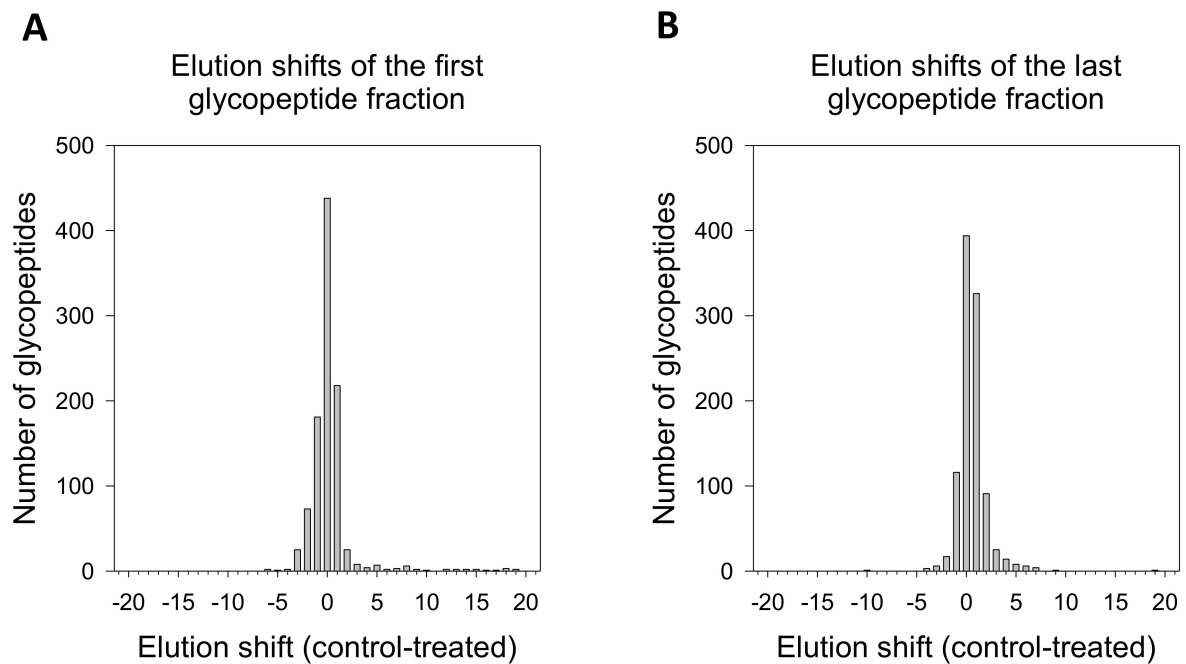 A
Elution shifts of the first
glycopeptide fraction
Number of glycopeptides
500
400
300
200
100
0
-20 -15 -10 -5 0 5 10 15 20
Elution shift (control-treated)
B
Elution shifts of the last
glycopeptide fraction
Number of glycopeptides
500
400
300
200
100
0
-20 -15 -10 -5 0 5 10 15 20
Elution shift (control-treated)